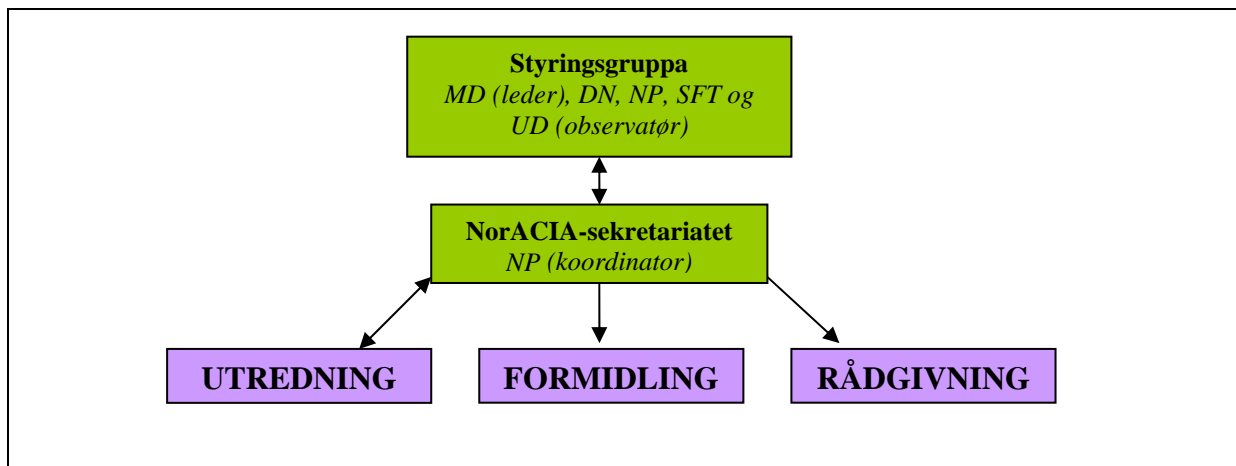 Styringsgruppa
MD (leder), DN, NP, SFT og
UD (observatør)
NorACIA-sekretariatet
NP (koordinator)
UTREDNING
FORMIDLING
RÅDGIVNING